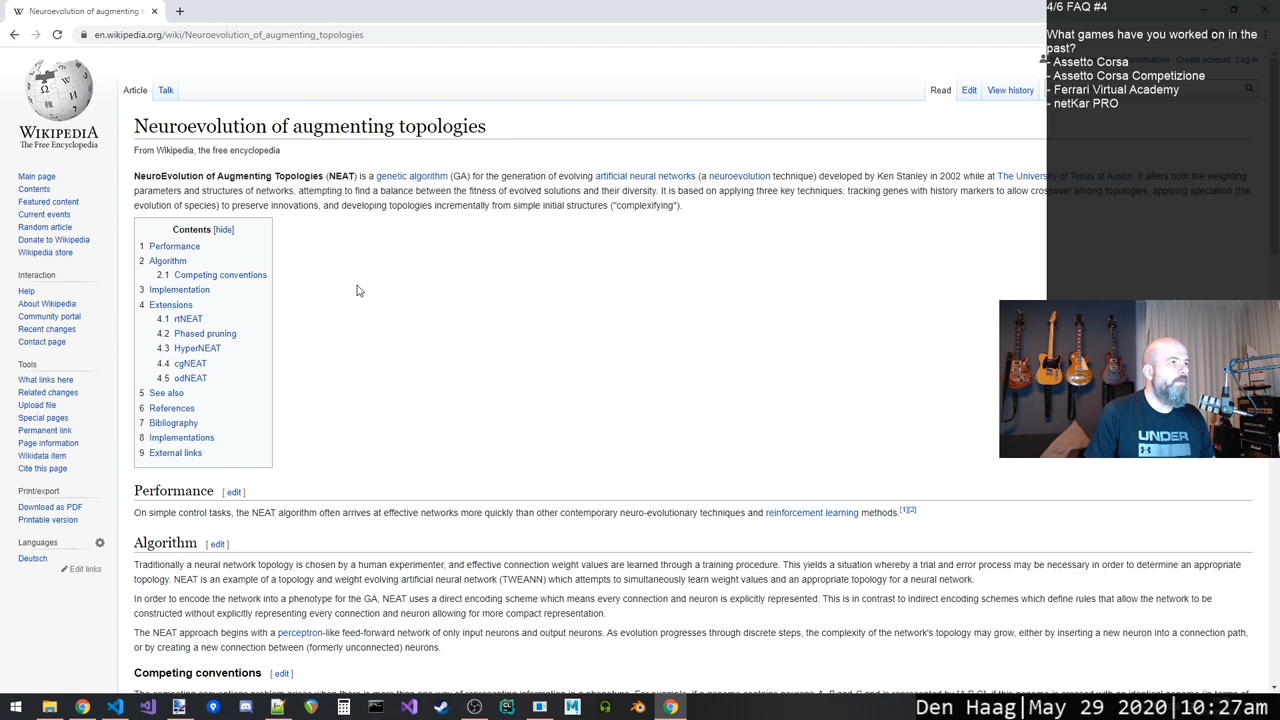 Neuroevolution of augmenting t
en.wikipedia.org/wiki/Neuroevolution_of_augmenting_topologies
4/6 FAQ #4
What games have you worked on in the
past?
- Assetto Corsa
- Assetto Corsa Competizione
- Ferrari Virtual Academy
- netKar PRO
Contributions Create account Log in
WIKIPEDIA
The Free Encyclopedia
Article Talk Read Edit View history
Neuroevolution of augmenting topologies
From Wikipedia, the free encyclopedia
NeuroEvolution of Augmenting Topologies (NEAT) is a genetic algorithm (GA) for the generation of evolving artificial neural networks (a neuroevolution technique) developed by Ken Stanley in 2002 while at The University of Texas at Austin. It alters both the weighting
parameters and structures of networks, attempting to find a balance between the fitness of evolved solutions and their diversity. It is based on applying three key techniques: tracking genes with history markers to allow crossover among topologies, applying speciation (the
evolution of species) to preserve innovations, and developing topologies incrementally from simple initial structures ("complexifying").
Main page
Contents
Featured content
Current events
Random article
Donate to Wikipedia
Wikipedia store
Interaction
Help
About Wikipedia
Community portal
Recent changes
Contact page
Tools
What links here
Related changes
Upload file
Special pages
Permanent link
Page information
Wikidata item
Cite this page
Print/export
Download as PDF
Printable version
Languages
Deutsch
Edit links
Contents [hide]
1 Performance
2 Algorithm
2.1 Competing conventions
3 Implementation
4 Extensions
4.1 rtNEAT
4.2 Phased pruning
4.3 HyperNEAT
4.4 cgNEAT
4.5 odNEAT
5 See also
6 References
7 Bibliography
8 Implementations
9 External links
UNDER
Performance [ edit ]
On simple control tasks, the NEAT algorithm often arrives at effective networks more quickly than other contemporary neuro-evolutionary techniques and reinforcement learning methods.[1][2]
Algorithm [ edit ]
Traditionally a neural network topology is chosen by a human experimenter, and effective connection weight values are learned through a training procedure. This yields a situation whereby a trial and error process may be necessary in order to determine an appropriate
topology. NEAT is an example of a topology and weight evolving artificial neural network (TWEANN) which attempts to simultaneously learn weight values and an appropriate topology for a neural network.
In order to encode the network into a phenotype for the GA, NEAT uses a direct encoding scheme which means every connection and neuron is explicitly represented. This is in contrast to indirect encoding schemes which define rules that allow the network to be
constructed without explicitly representing every connection and neuron allowing for more compact representation.
The NEAT approach begins with a perceptron-like feed-forward network of only input neurons and output neurons. As evolution progresses through discrete steps, the complexity of the network's topology may grow, either by inserting a new neuron into a connection path,
or by creating a new connection between (formerly unconnected) neurons.
Competing conventions [ edit ]
Den Haag|May 29 2020|10:27am